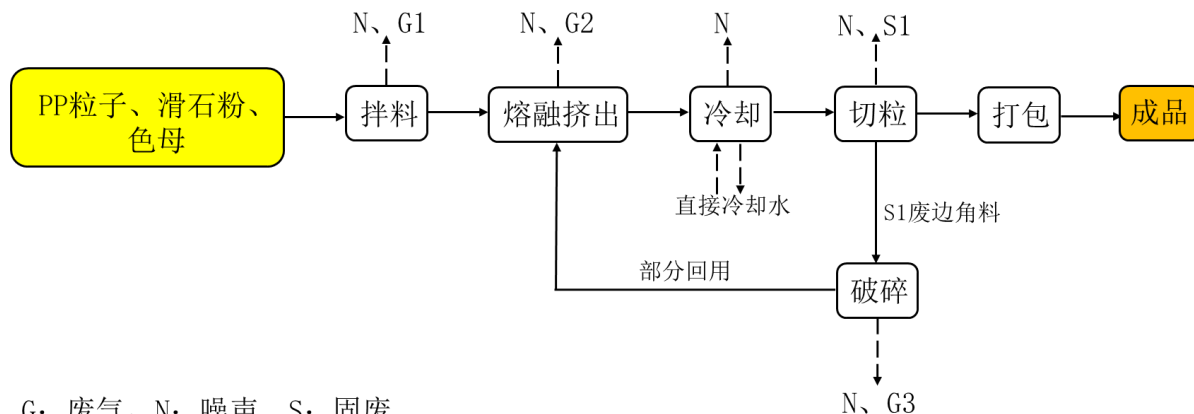 N、G1
N、G2
N
N、S1
PP粒子、滑石粉、
色母
拌料
熔融挤出
冷却
切粒
打包
成品
直接冷却水
S1废边角料
部分回用
破碎
N、G3
G：废气、N：噪声、S：固废